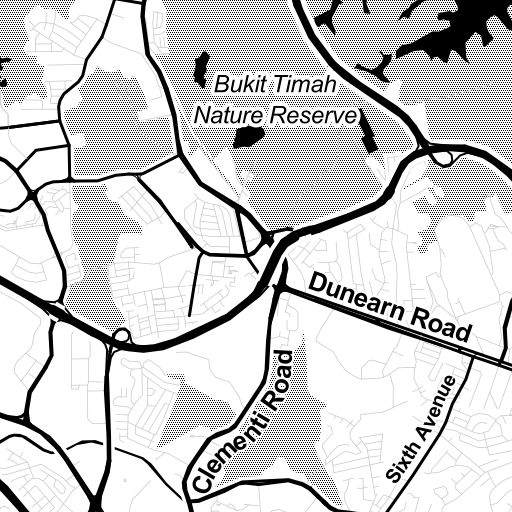 Bukit Timah
Nature Reserve
Dunearn Road
Clementi Road
Sixth Avenue